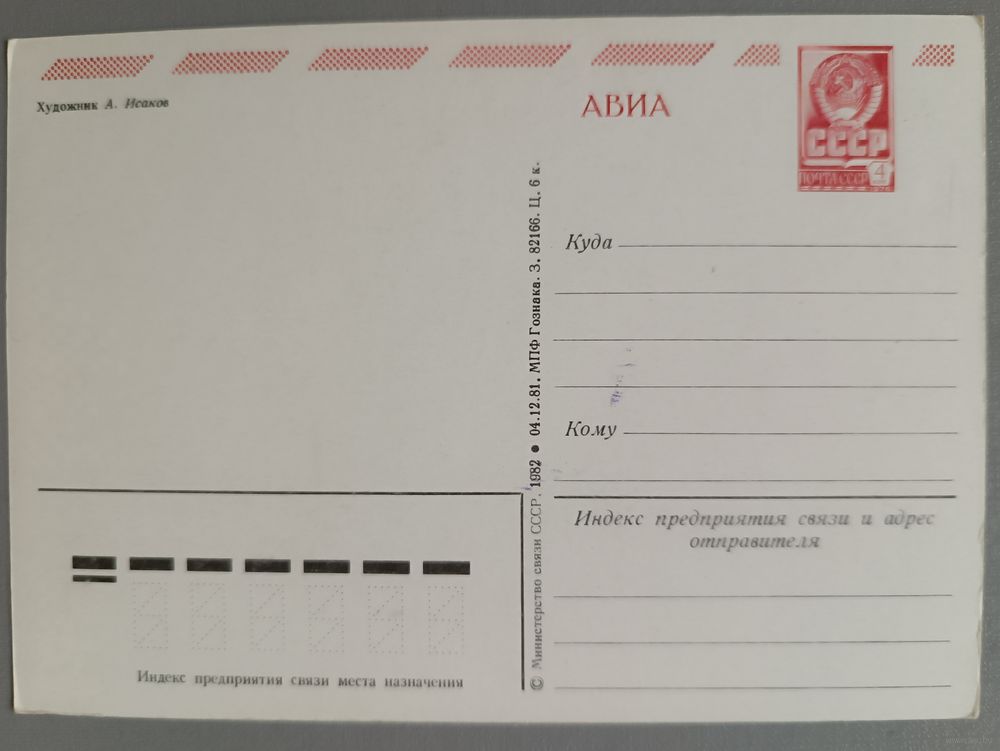 Художник А. Исаков
АВИА
СССР
ПОЧТА СССР 4
Куда
Кому
© Министерство связи СССР, 1982 ● 04.12.81. МПФ Гознака. З. 82166. Ц. 6 к.
Индекс предприятия связи и адрес
отправителя
Индекс предприятия связи места назначения